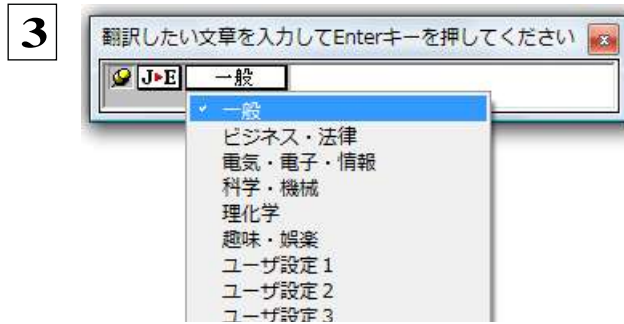 3
翻訳したい文章を入力してEnterキーを押してください
J▶E 一般
✓ 一般
ビジネス・法律
電気・電子・情報
科学・機械
理化学
趣味・娯楽
ユーザ設定1
ユーザ設定2
ユーザ設定3